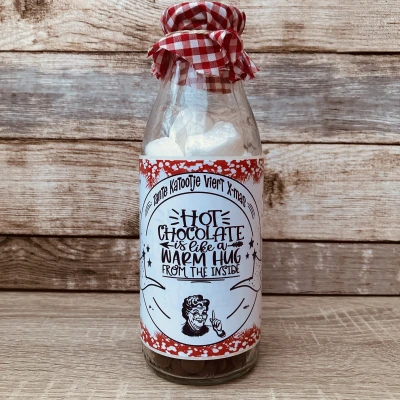 Tante Katootje Viert X-mas
HOT
CHOCOLATE
is like a
WARM HUG
FROM THE INSIDE